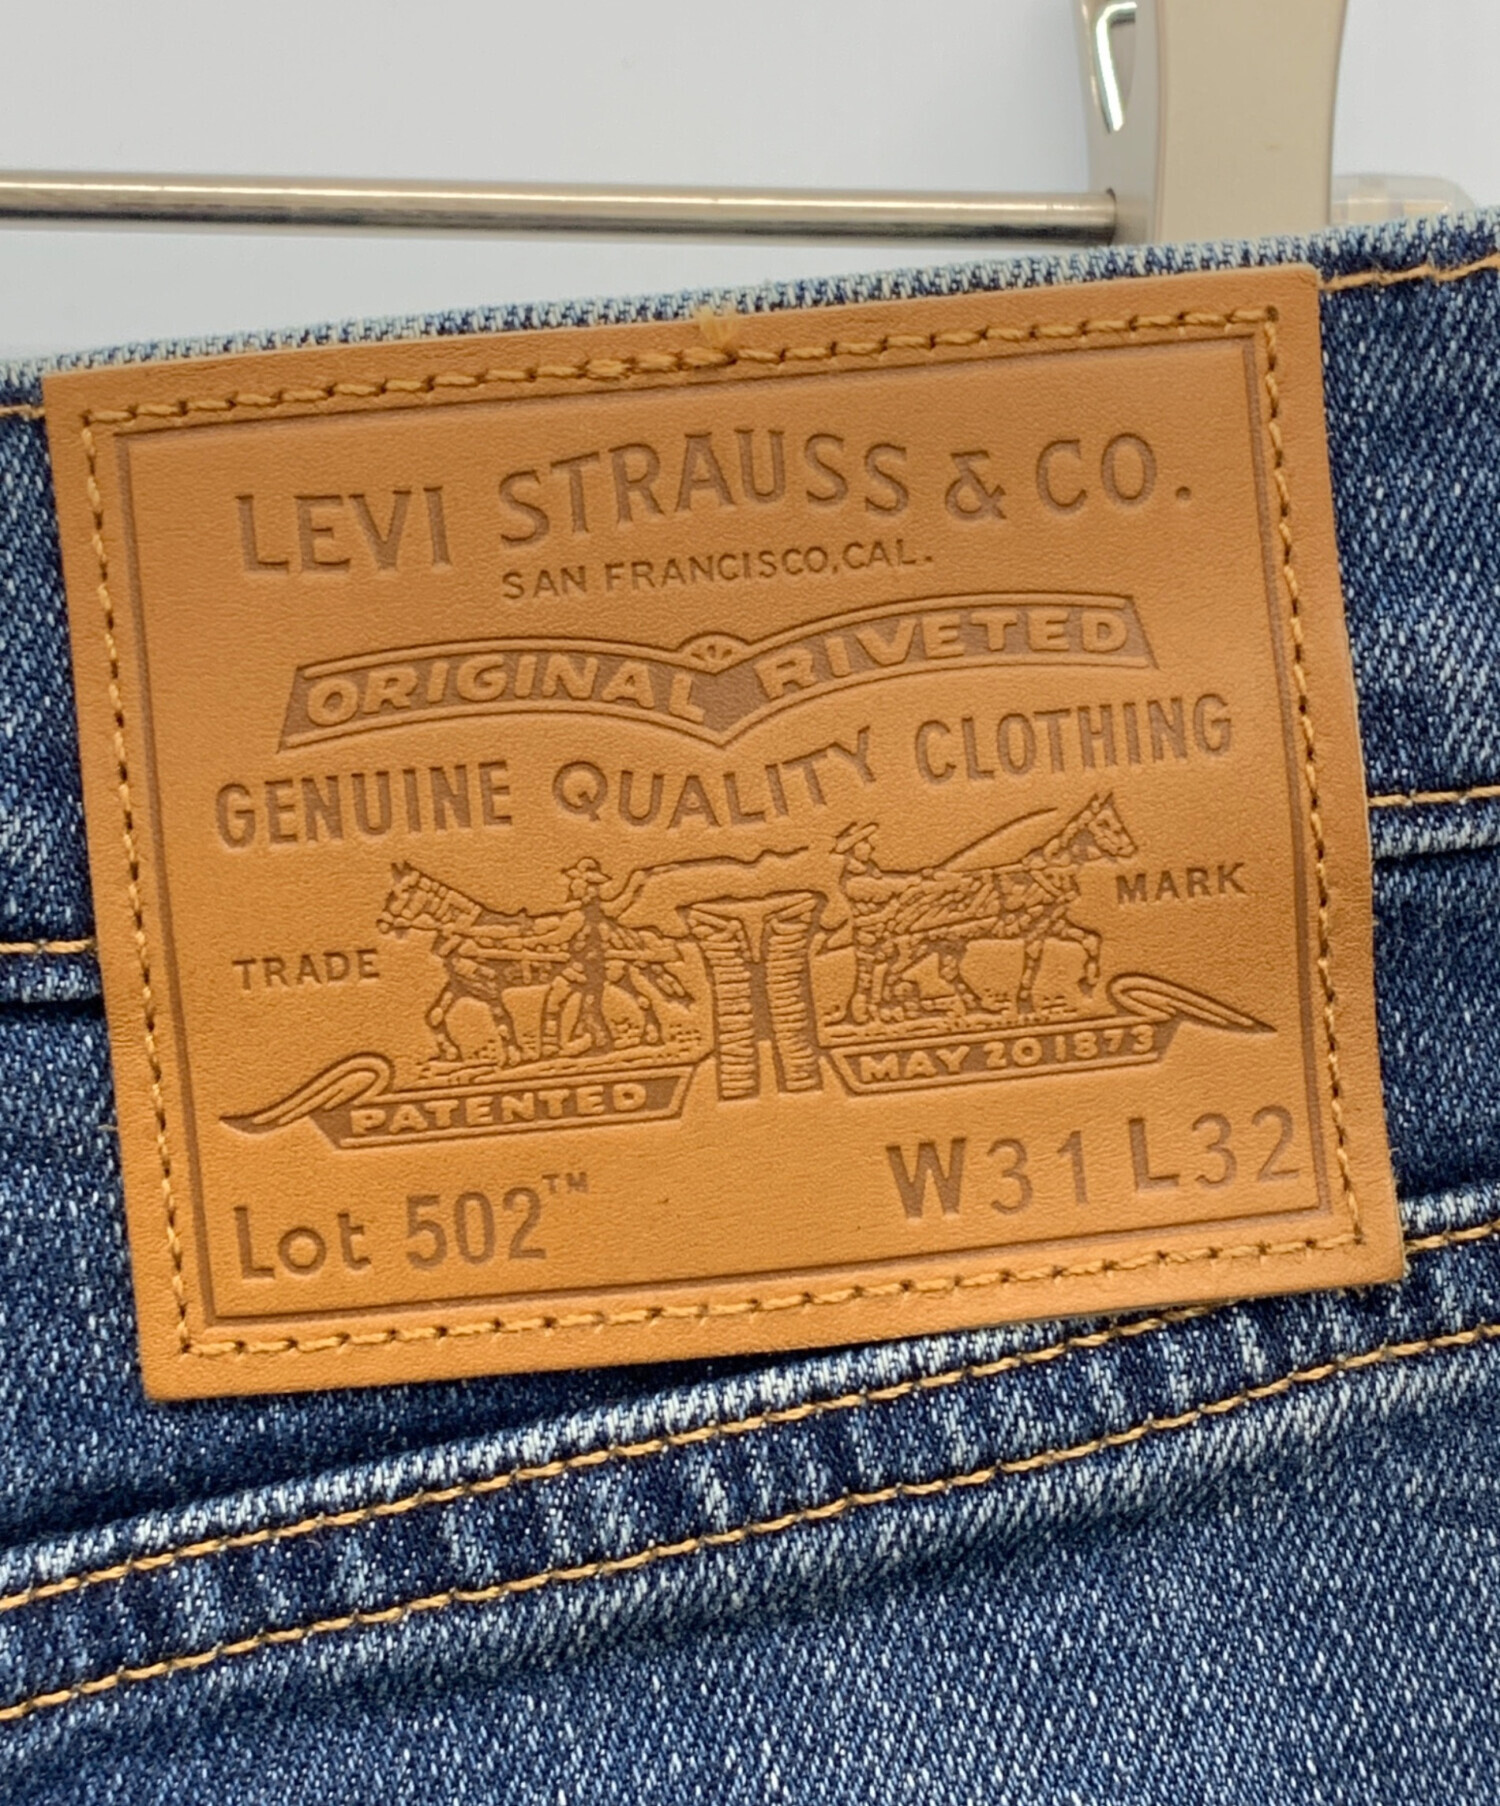 LEVI STRAUSS & CO.
SAN FRANCISCO, CAL.
ORIGINAL RIVETED
GENUINE QUALITY CLOTHING
TRADE MARK
PATENTED MAY 20 1873
Lot 502™ W31 L32